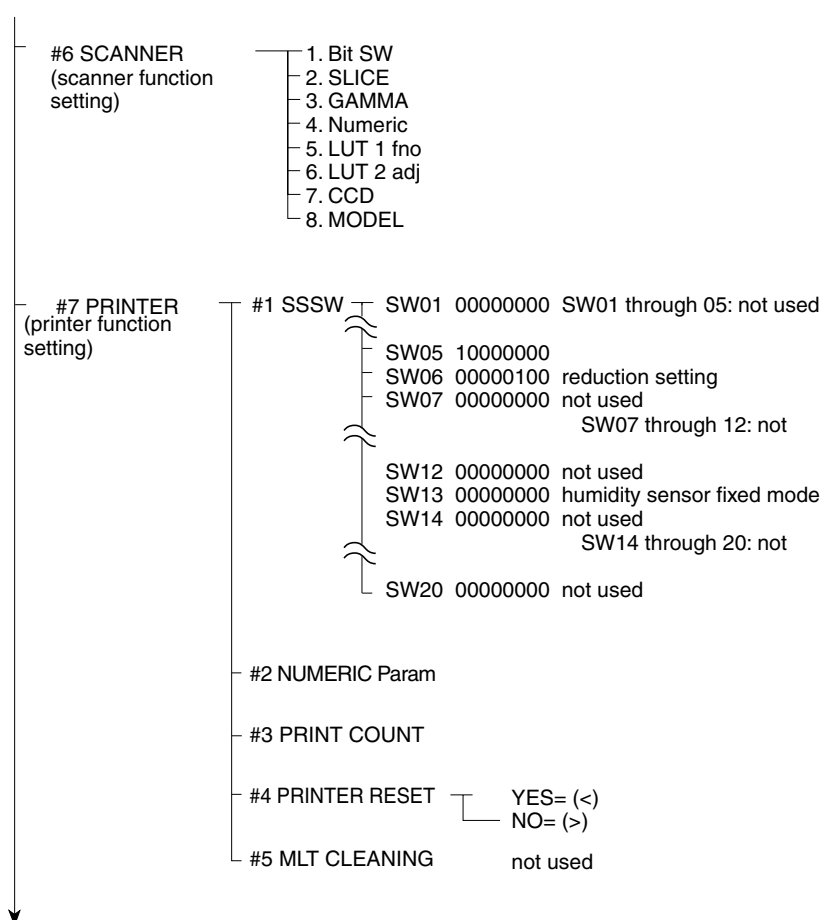 #6 SCANNER
(scanner function
setting)
1. Bit SW
2. SLICE
3. GAMMA
4. Numeric
5. LUT 1 fno
6. LUT 2 adj
7. CCD
8. MODEL
#7 PRINTER
(printer function
setting)
#1 SSSW
SW01 00000000 SW01 through 05: not used
SW05 10000000
SW06 00000100 reduction setting
SW07 00000000 not used
SW07 through 12: not
SW12 00000000 not used
SW13 00000000 humidity sensor fixed mode
SW14 00000000 not used
SW14 through 20: not
SW20 00000000 not used
#2 NUMERIC Param
#3 PRINT COUNT
#4 PRINTER RESET
YES= (<)
NO= (>)
#5 MLT CLEANING not used